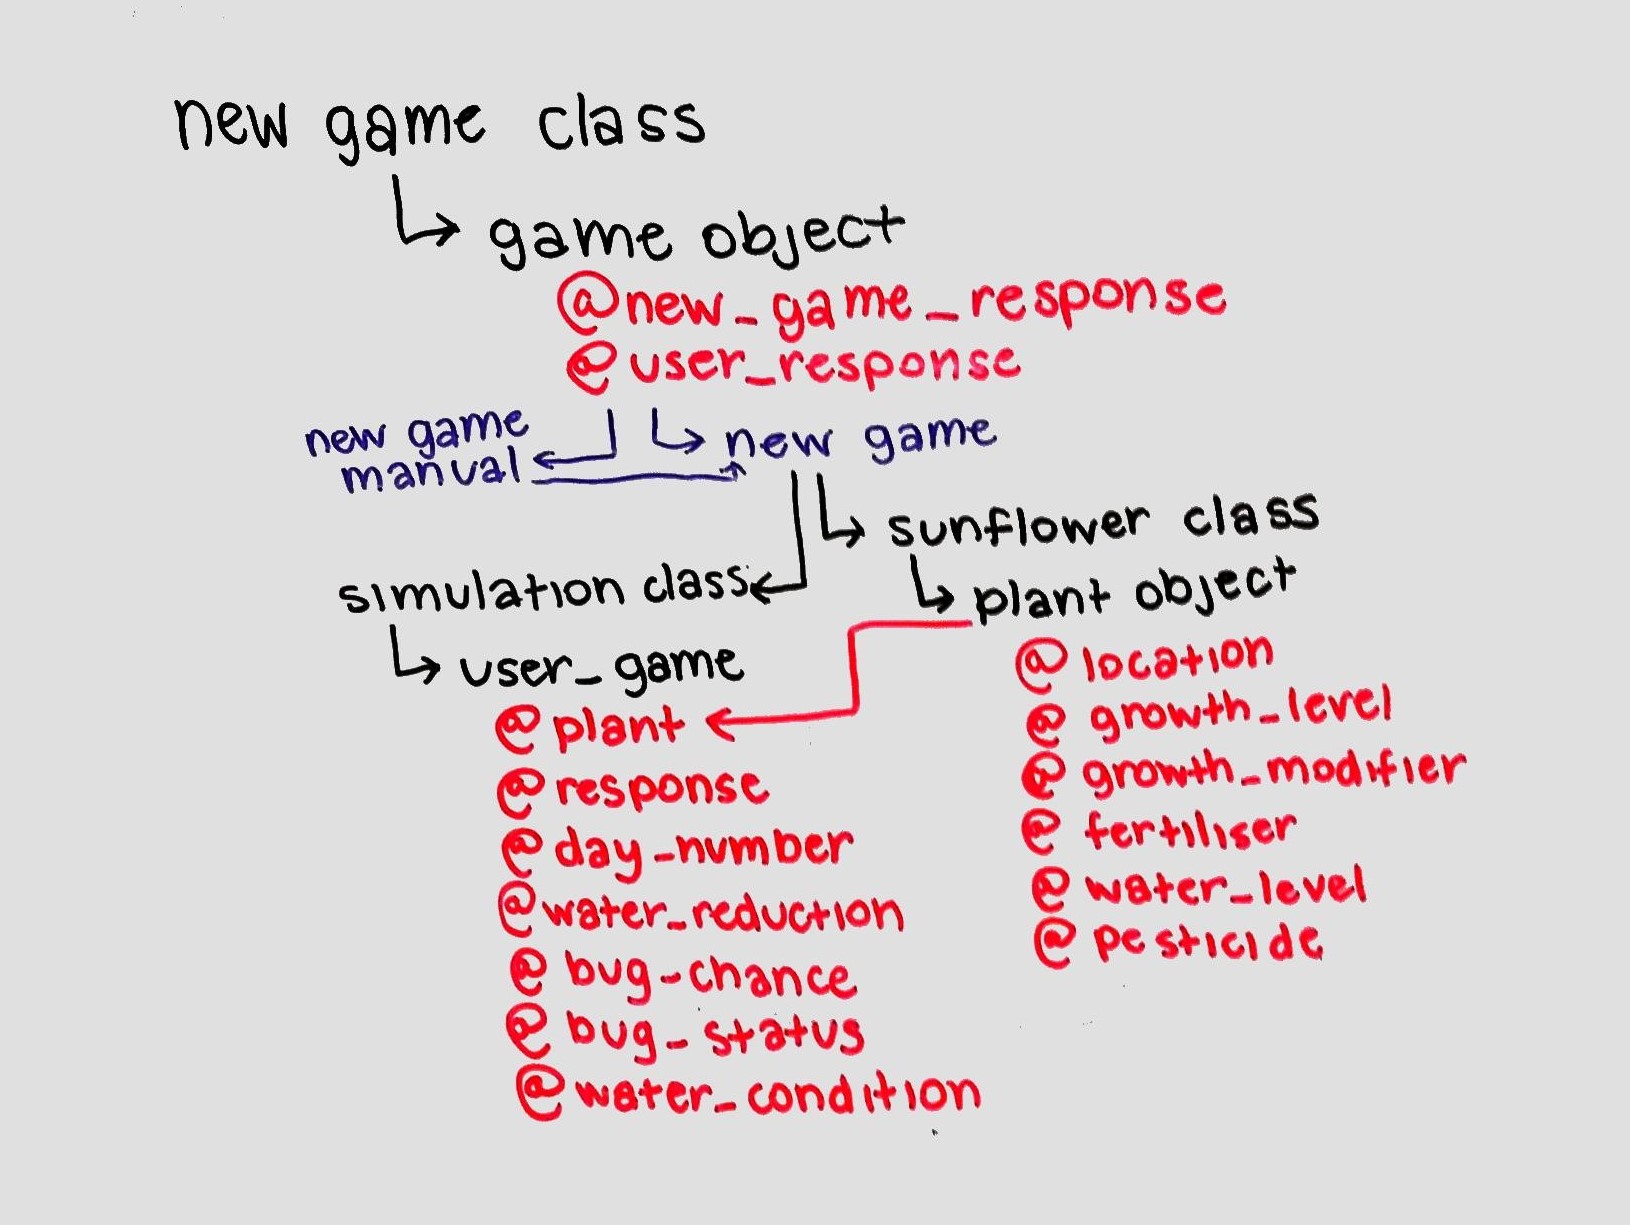 new game class
game object
@new_game_response
@user_response
new game
manual
new game
sunflower class
simulation class
plant object
user_game
@location
@plant
@growth_level
@response
@growth_modifier
@day_number
@fertiliser
@water_reduction
@water_level
@bug_chance
@pesticide
@bug_status
@water_condition